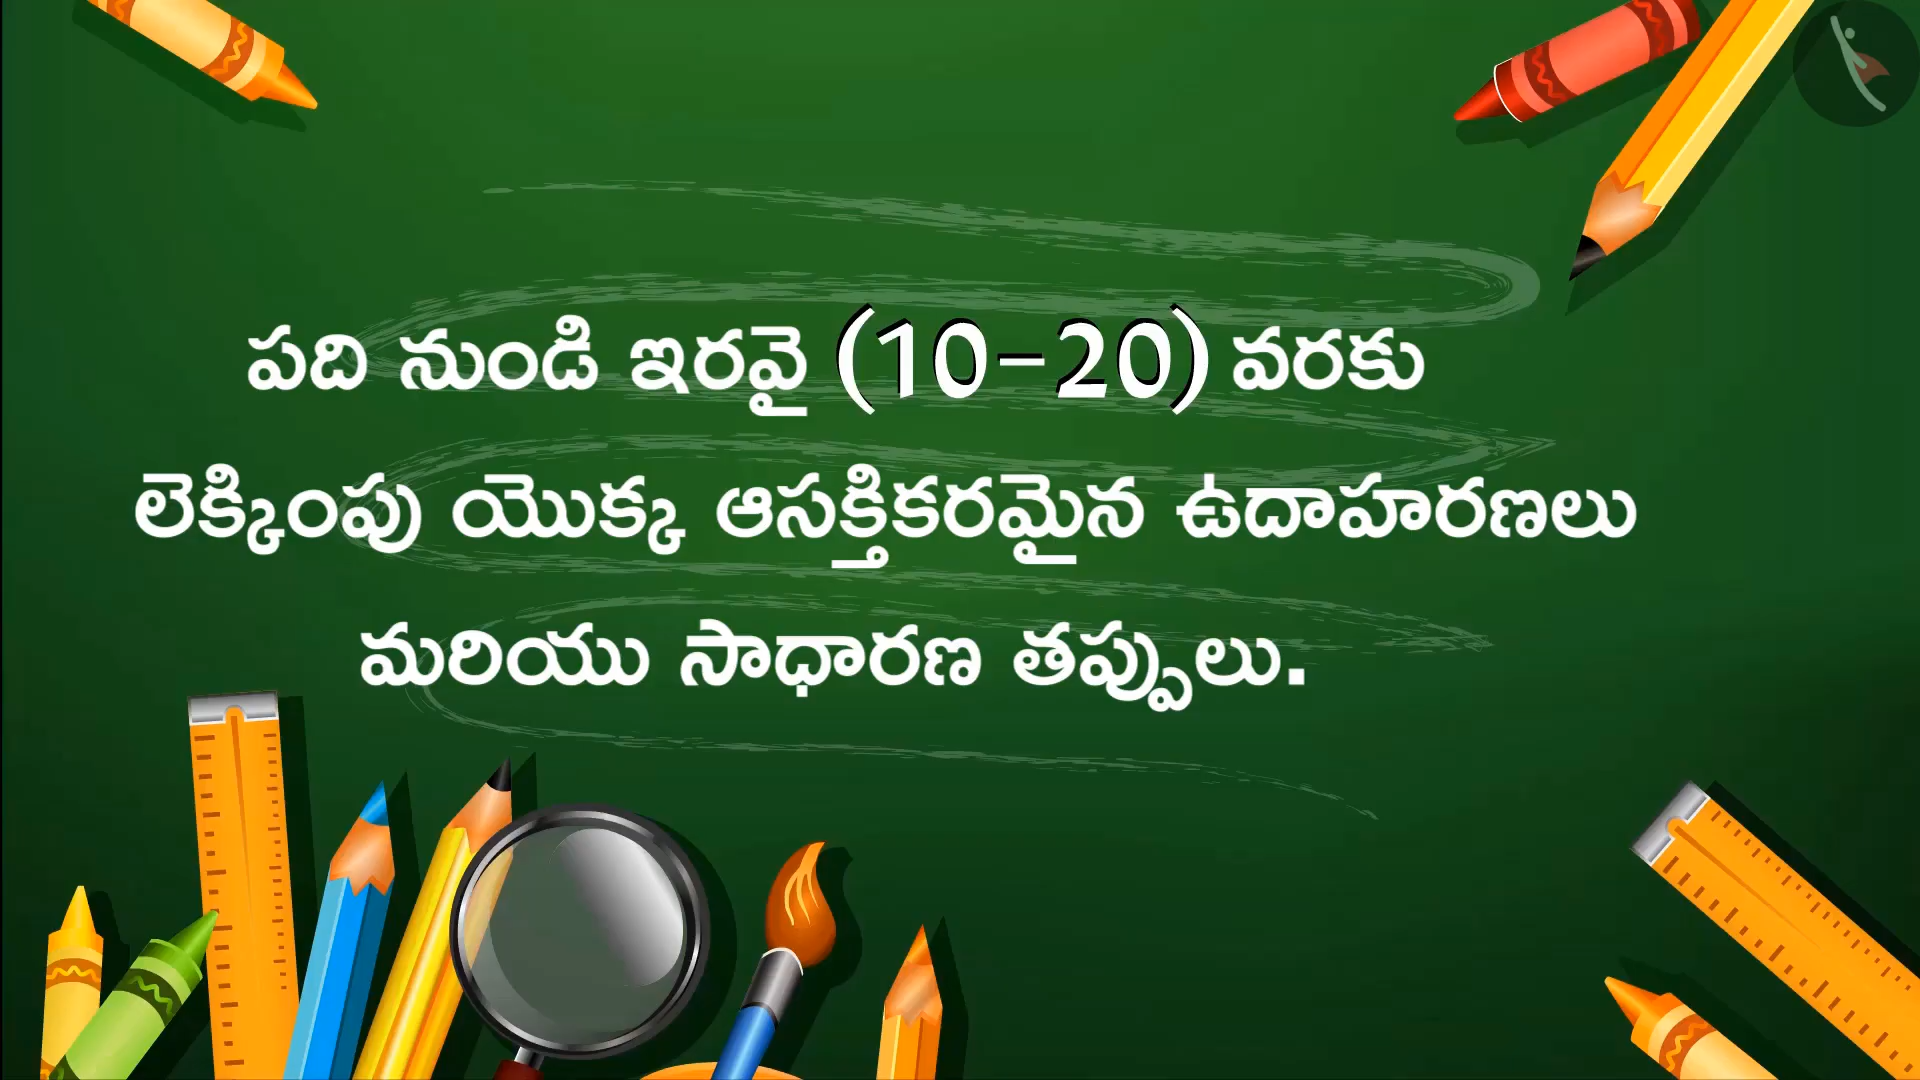 పది నుండి ఇరవై (10-20) వరకు
లెక్కింపు యొక్క ఆసక్తికరమైన ఉదాహరణలు
మరియు సాధారణ తప్పులు.